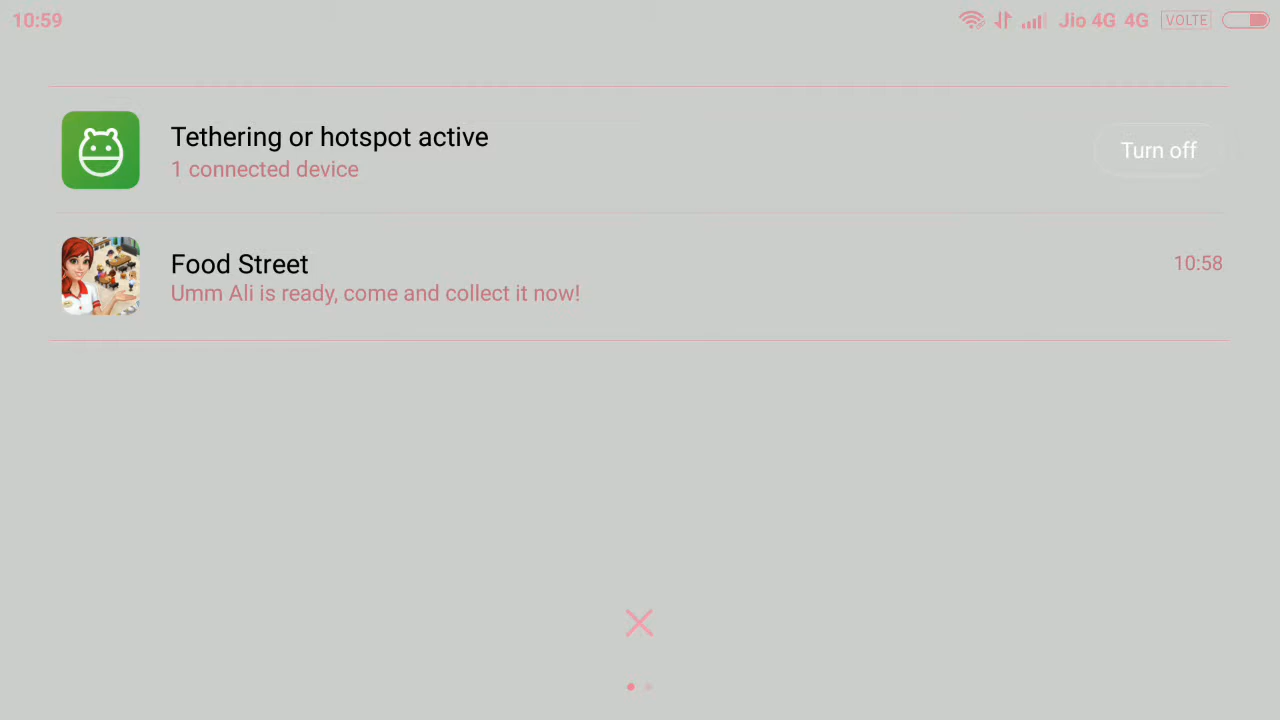 10:59
Jio 4G 4G VOLTE
Tethering or hotspot active
1 connected device
Turn off
Food Street
10:58
Umm Ali is ready, come and collect it now!